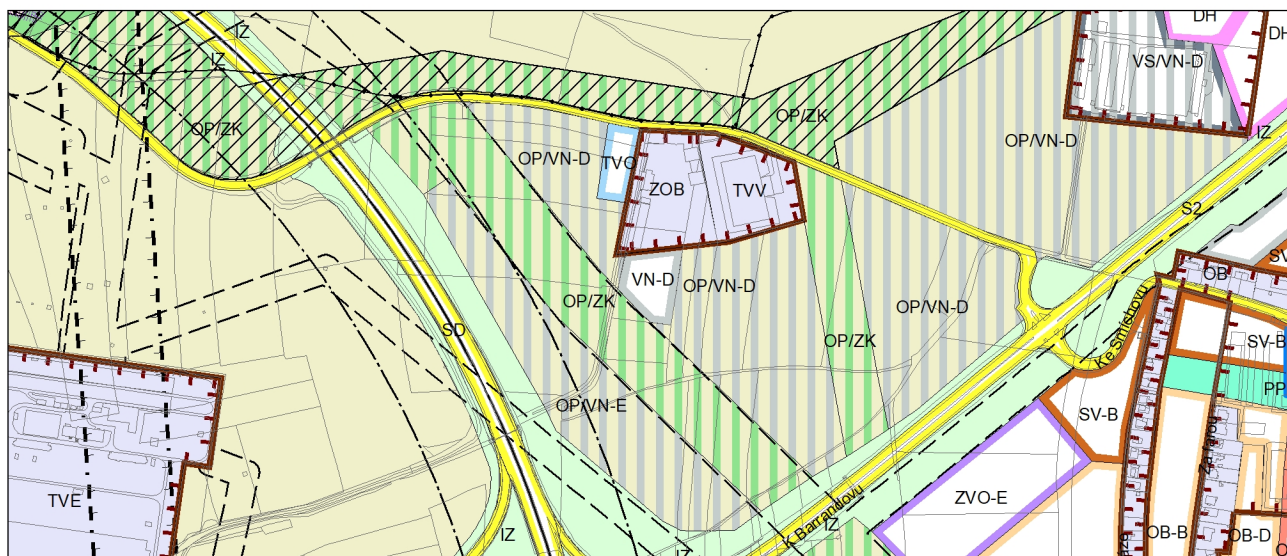 IZ
DH
DH
IZ
VS/VN-D
OP/ZK
OP/ZK
IZ
OP/VN-D
TVO
ZOB
TVV
OP/VN-D
S2
OB
VN-D
OP/VN-D
OP/ZK
OP/VN-D
Ke Smíchovu
SD
OP/ZK
SV-B
PP
OP/VN-E
SV-B
TVE
ZVO-E
K Barrandovu
IZ
IZ
IZ
OB-B
OB-D